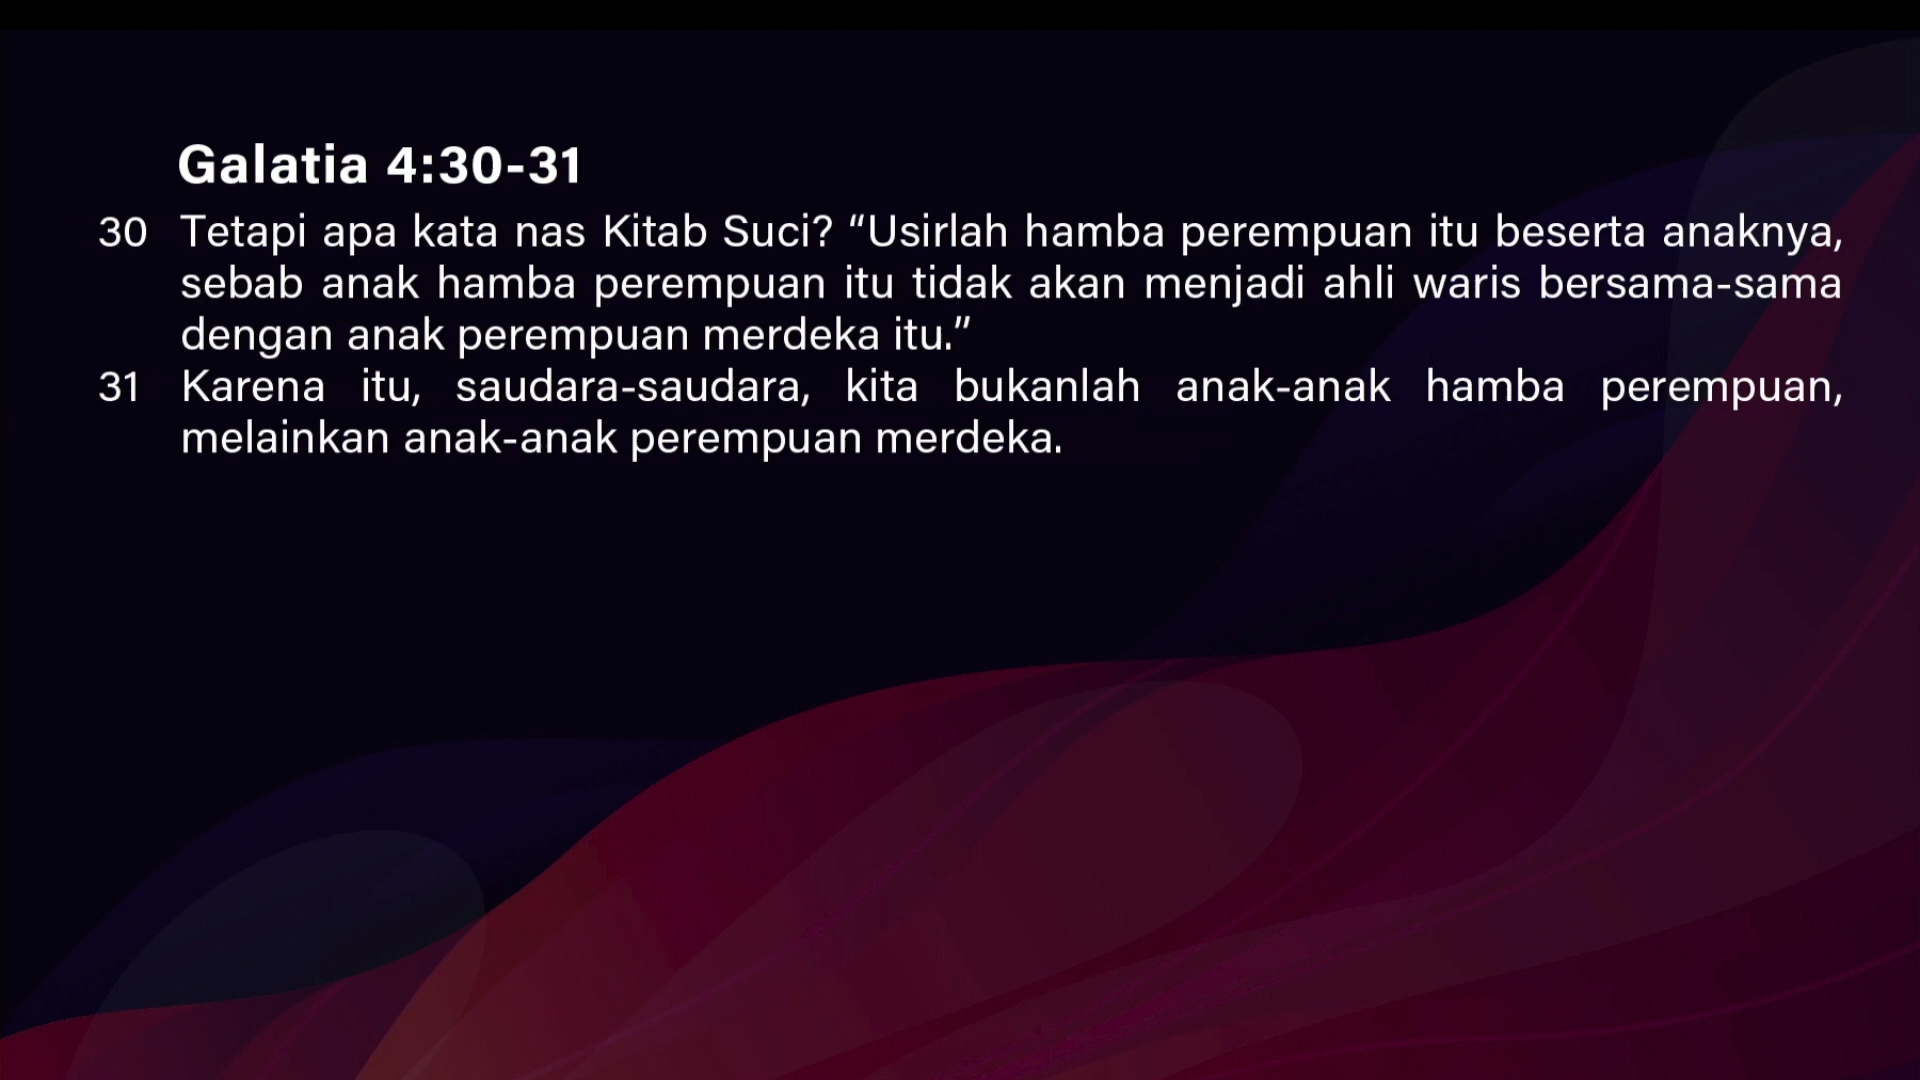 Galatia 4:30-31
30 Tetapi apa kata nas Kitab Suci? “Usirlah hamba perempuan itu beserta anaknya,
sebab anak hamba perempuan itu tidak akan menjadi ahli waris bersama-sama
dengan anak perempuan merdeka itu.”
31 Karena itu, saudara-saudara, kita bukanlah anak-anak hamba perempuan,
melainkan anak-anak perempuan merdeka.